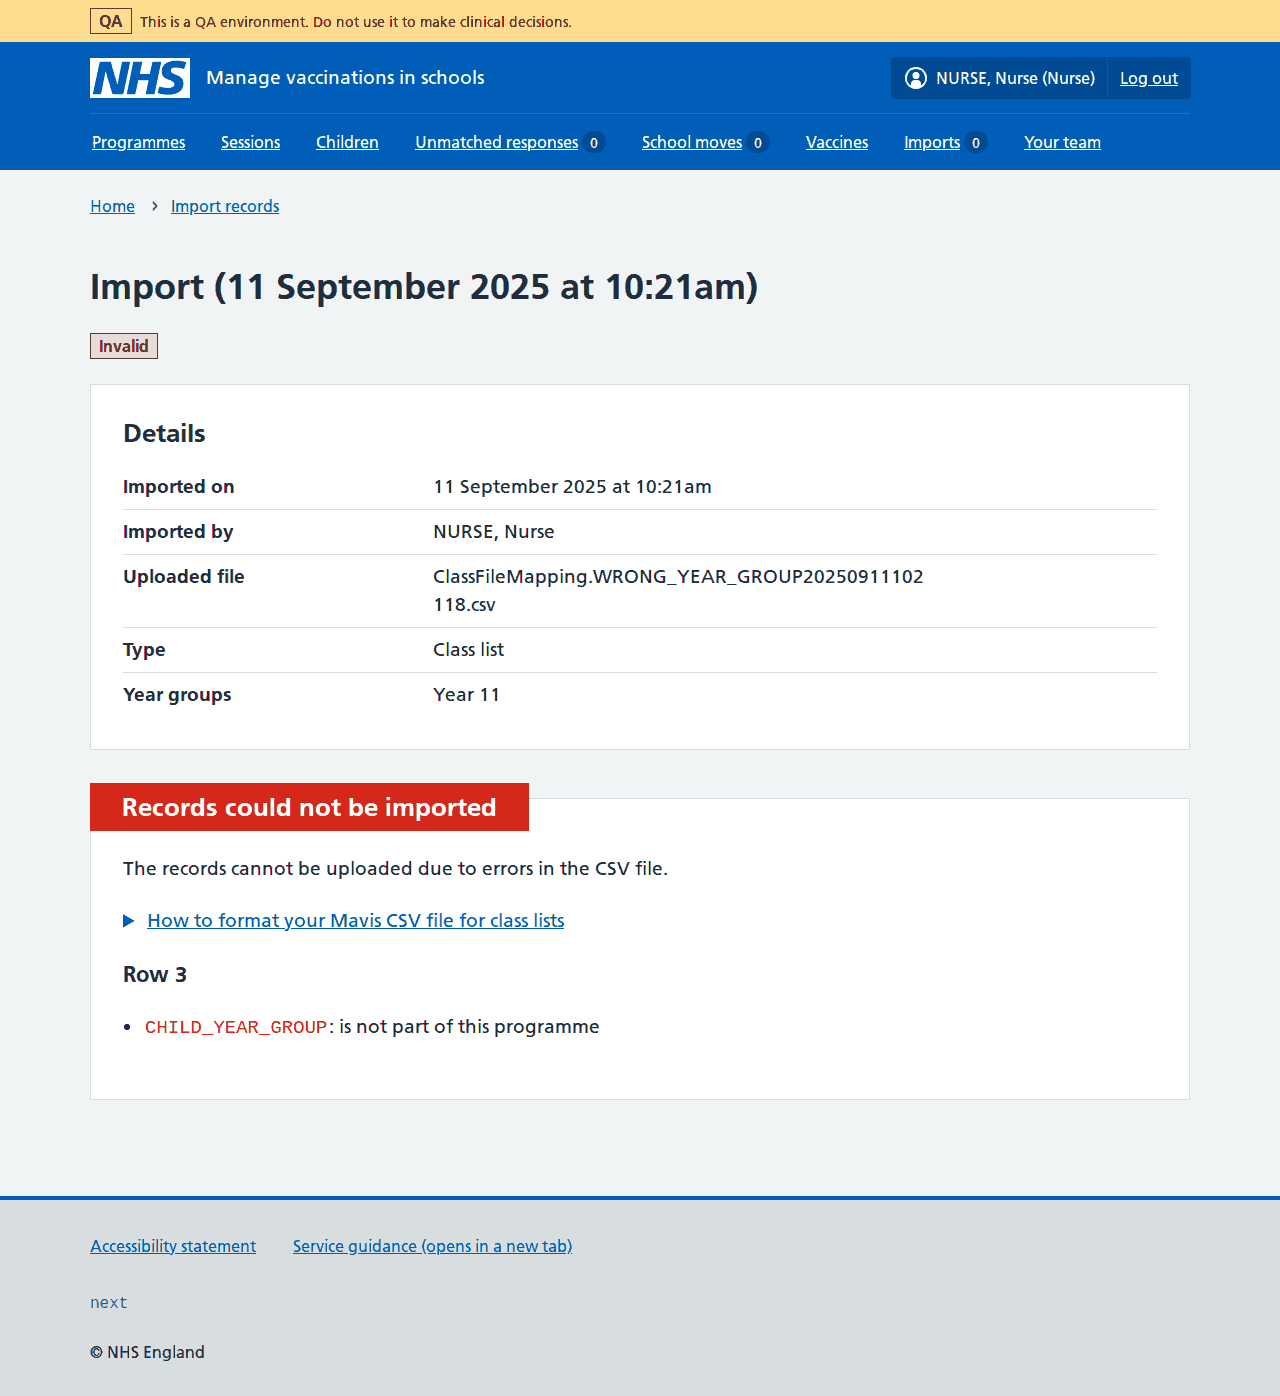 QA This is a QA environment. Do not use it to make clinical decisions.
NHS Manage vaccinations in schools NURSE, Nurse (Nurse) Log out
Programmes Sessions Children Unmatched responses 0 School moves 0 Vaccines Imports 0 Your team
Home › Import records
Import (11 September 2025 at 10:21am)
Invalid
Details
Imported on 11 September 2025 at 10:21am
Imported by NURSE, Nurse
Uploaded file ClassFileMapping.WRONG_YEAR_GROUP20250911102
118.csv
Type Class list
Year groups Year 11
Records could not be imported
The records cannot be uploaded due to errors in the CSV file.
How to format your Mavis CSV file for class lists
Row 3
• CHILD_YEAR_GROUP: is not part of this programme
Accessibility statement Service guidance (opens in a new tab)
next
© NHS England